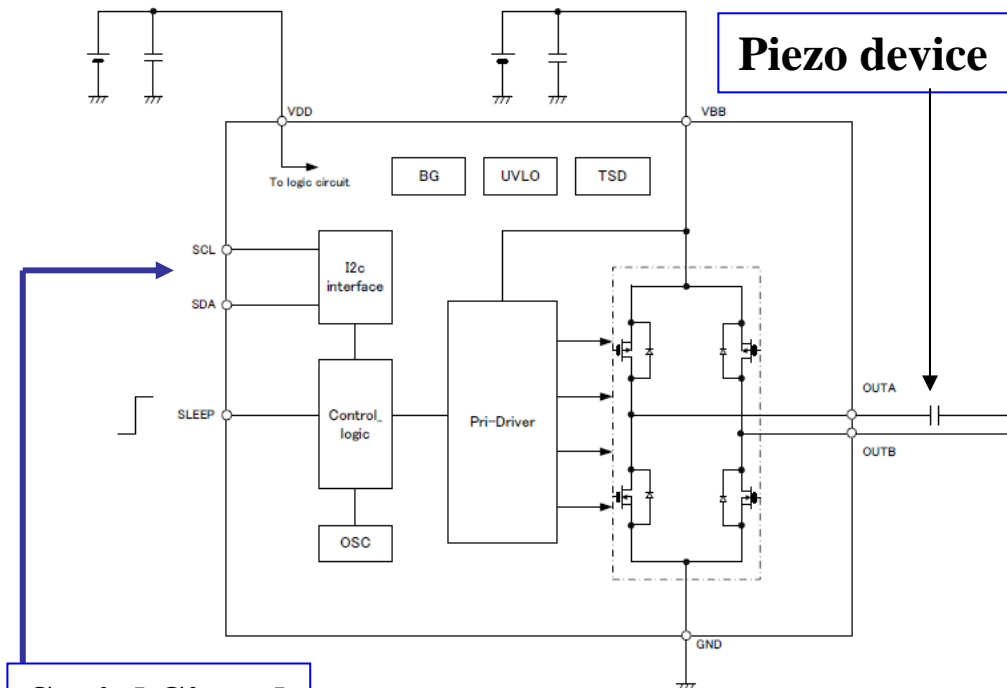 Piezo device
VDD
VBB
To logic circuit
BG
UVLO
TSD
SCL
I2c
interface
SDA
SLEEP
Control_
logic
Pri-Driver
OUTA
OUTB
OSC
GND